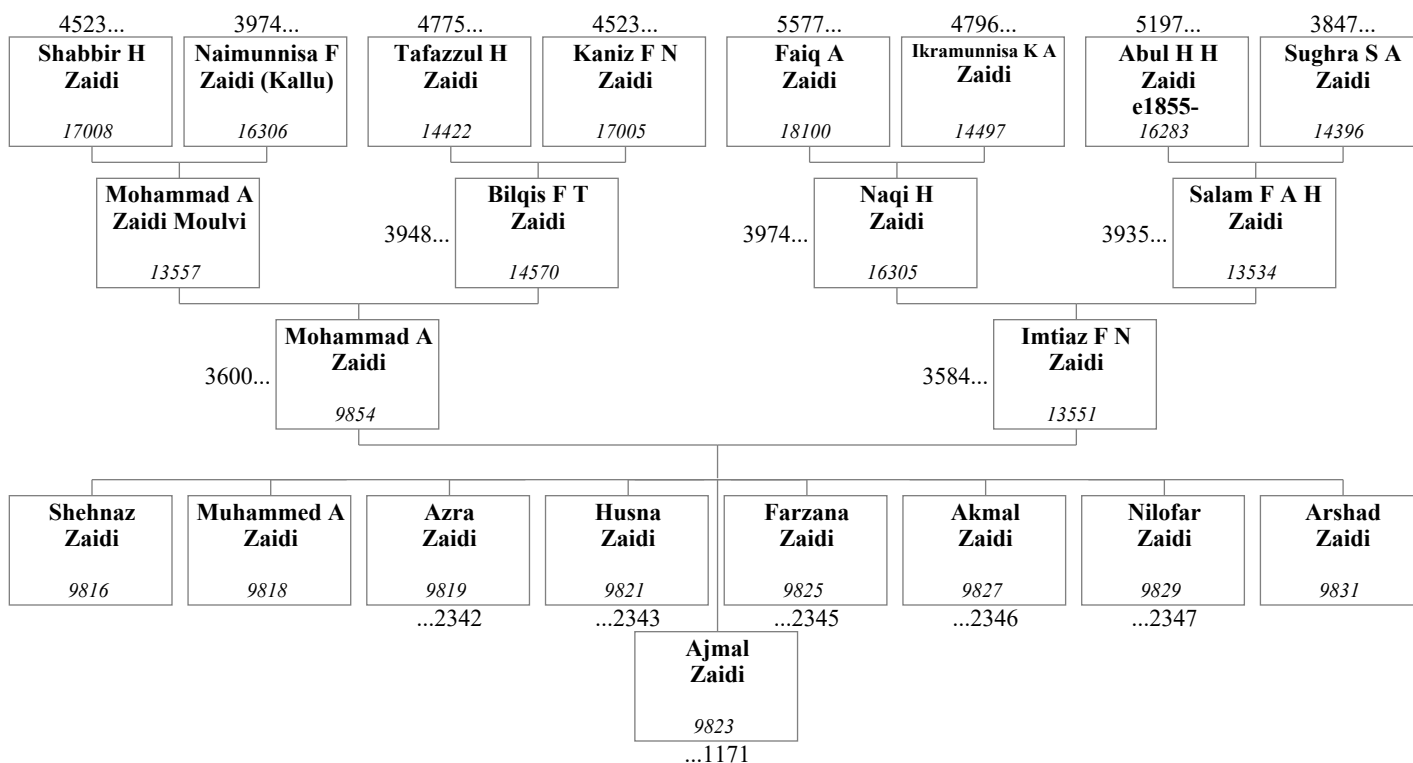 4523... 3974... 4775... 4523... 5577... 4796... 5197... 3847...
Shabbir H
Zaidi
17008
Naimunnisa F
Zaidi (Kallu)
16306
Tafazzul H
Zaidi
14422
Kaniz F N
Zaidi
17005
Faiq A
Zaidi
18100
Ikramunnisa K A
Zaidi
14497
Abul H H
Zaidi
e1855-
16283
Sughra S A
Zaidi
14396
Mohammad A
Zaidi Moulvi
13557
3948...
Bilqis F T
Zaidi
14570
3974...
Naqi H
Zaidi
16305
3935...
Salam F A H
Zaidi
13534
3600...
Mohammad A
Zaidi
9854
3584...
Imtiaz F N
Zaidi
13551
Shehnaz
Zaidi
9816
Muhammed A
Zaidi
9818
Azra
Zaidi
9819
...2342
Husna
Zaidi
9821
...2343
Farzana
Zaidi
9825
...2345
Akmal
Zaidi
9827
...2346
Nilofar
Zaidi
9829
...2347
Arshad
Zaidi
9831
Ajmal
Zaidi
9823
...1171